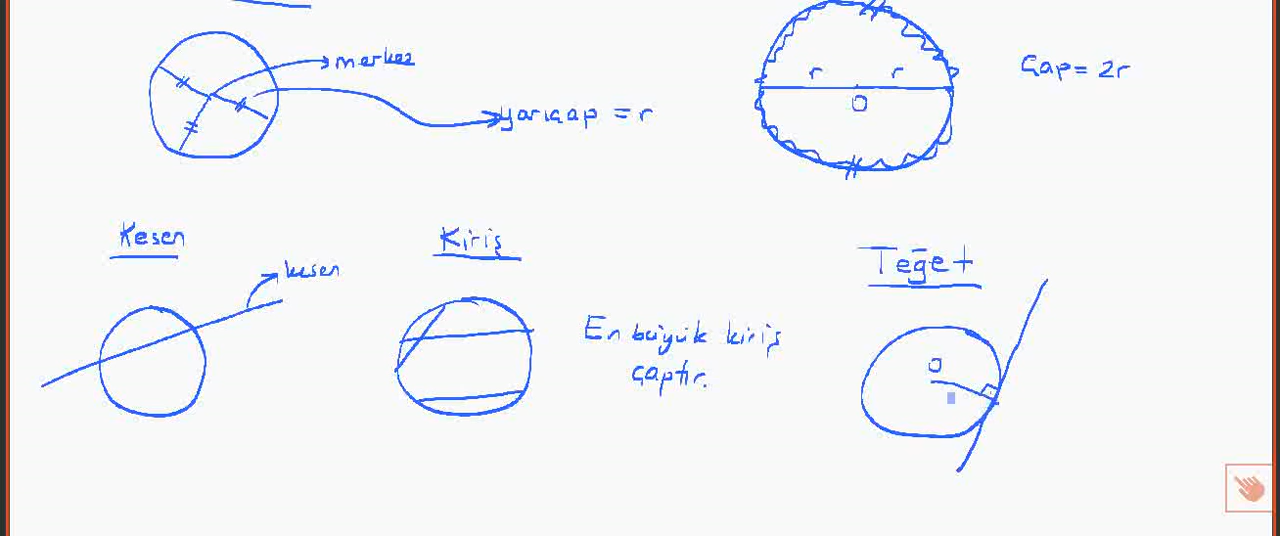 merkez
yarıçap = r
r r
O
Çap = 2r
Kesen
kesen
Kiriş
En büyük kiriş
çaptır.
Teğet
O